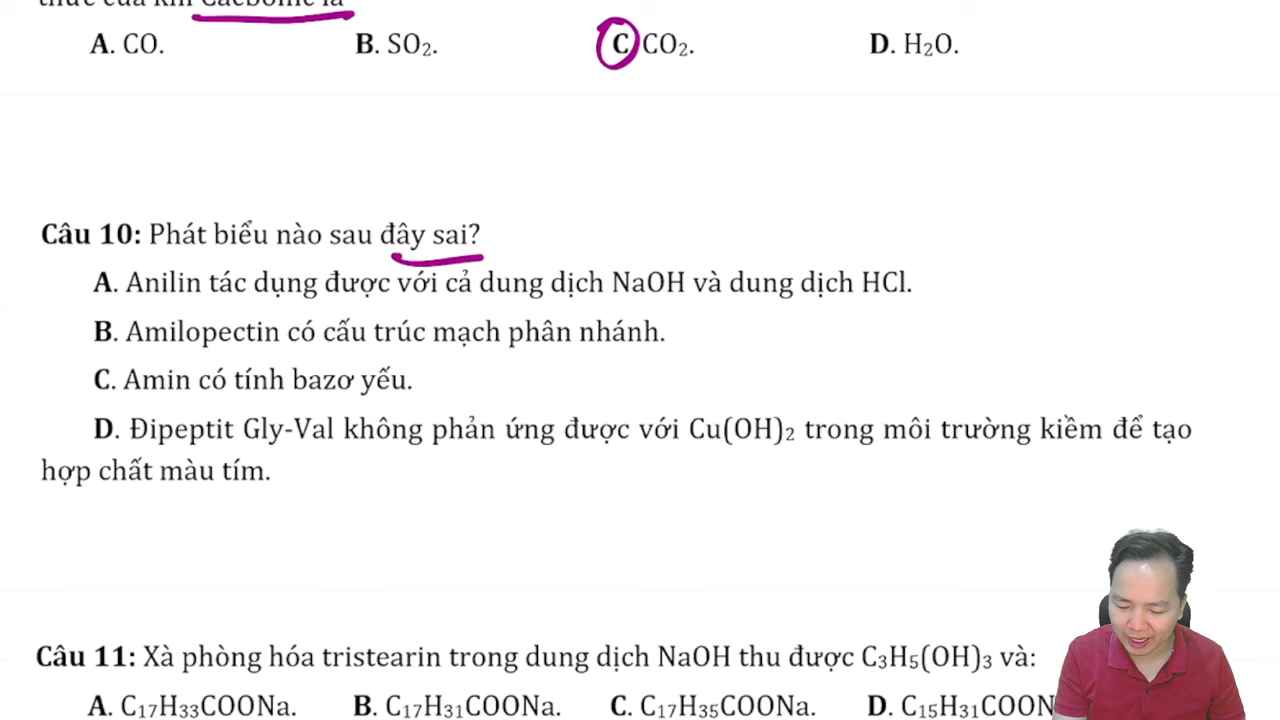 A. CO. B. SO₂. C CO₂. D. H₂O.
Câu 10: Phát biểu nào sau đây sai?
A. Anilin tác dụng được với cả dung dịch NaOH và dung dịch HCl.
B. Amilopectin có cấu trúc mạch phân nhánh.
C. Amin có tính bazơ yếu.
D. Đipeptit Gly-Val không phản ứng được với Cu(OH)₂ trong môi trường kiềm để tạo
hợp chất màu tím.
Câu 11: Xà phòng hóa tristearin trong dung dịch NaOH thu được C₃H₅(OH)₃ và:
A. C₁₇H₃₃COONa. B. C₁₇H₃₁COONa. C. C₁₇H₃₅COONa. D. C₁₅H₃₁COON